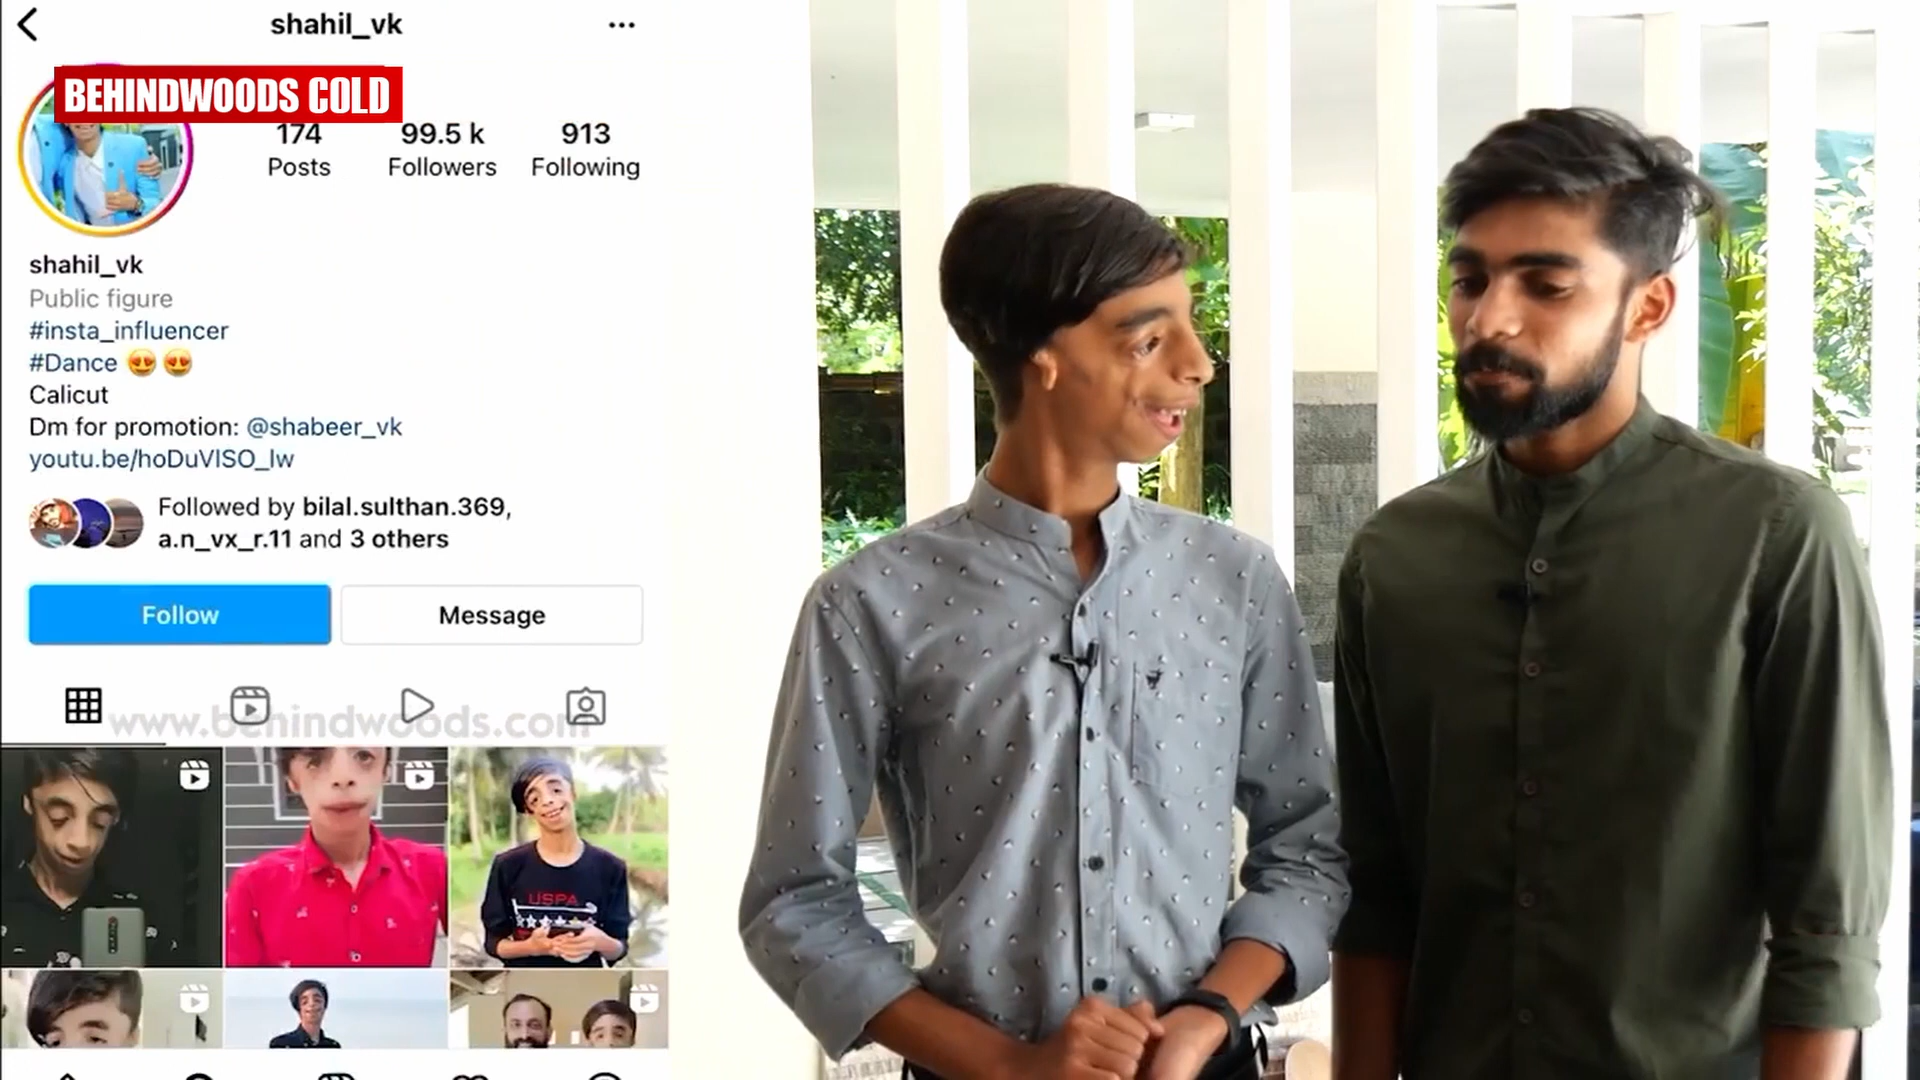 shahil_vk
BEHINDWOODS COLD
174
99.5 k
913
Posts
Followers
Following
shahil_vk
Public figure
#insta_influencer
#Dance 😍 😍
Calicut
Dm for promotion: @shabeer_vk
youtu.be/hoDuVISO_lw
Followed by bilal.sulthan.369,
a.n_vx_r.11 and 3 others
Follow
Message
www.behindwoods.com
USPA